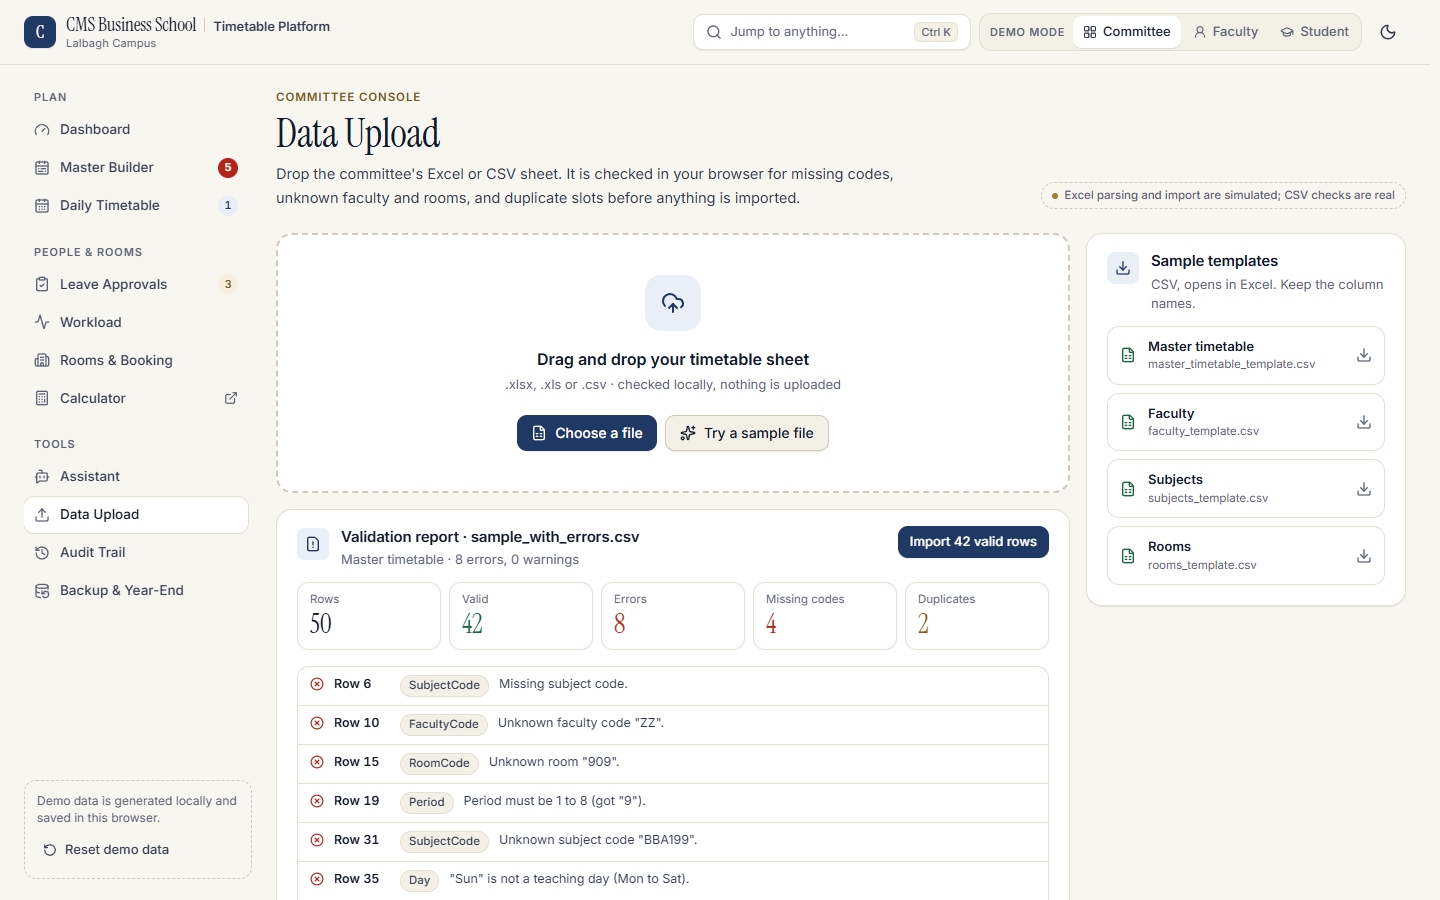 C
CMS Business School
Timetable Platform
Lalbagh Campus
Jump to anything...
Ctrl K
DEMO MODE
Committee
Faculty
Student
PLAN
Dashboard
Master Builder
5
Daily Timetable
1
PEOPLE & ROOMS
Leave Approvals
3
Workload
Rooms & Booking
Calculator
TOOLS
Assistant
Data Upload
Audit Trail
Backup & Year-End
Demo data is generated locally and
saved in this browser.
Reset demo data
COMMITTEE CONSOLE
Data Upload
Drop the committee's Excel or CSV sheet. It is checked in your browser for missing codes,
unknown faculty and rooms, and duplicate slots before anything is imported.
Excel parsing and import are simulated; CSV checks are real
Drag and drop your timetable sheet
.xlsx, .xls or .csv · checked locally, nothing is uploaded
Choose a file
Try a sample file
Validation report · sample_with_errors.csv
Master timetable · 8 errors, 0 warnings
Import 42 valid rows
Rows
50
Valid
42
Errors
8
Missing codes
4
Duplicates
2
Row 6 SubjectCode Missing subject code.
Row 10 FacultyCode Unknown faculty code "ZZ".
Row 15 RoomCode Unknown room "909".
Row 19 Period Period must be 1 to 8 (got "9").
Row 31 SubjectCode Unknown subject code "BBA199".
Row 35 Day "Sun" is not a teaching day (Mon to Sat).
Sample templates
CSV, opens in Excel. Keep the column
names.
Master timetable
master_timetable_template.csv
Faculty
faculty_template.csv
Subjects
subjects_template.csv
Rooms
rooms_template.csv